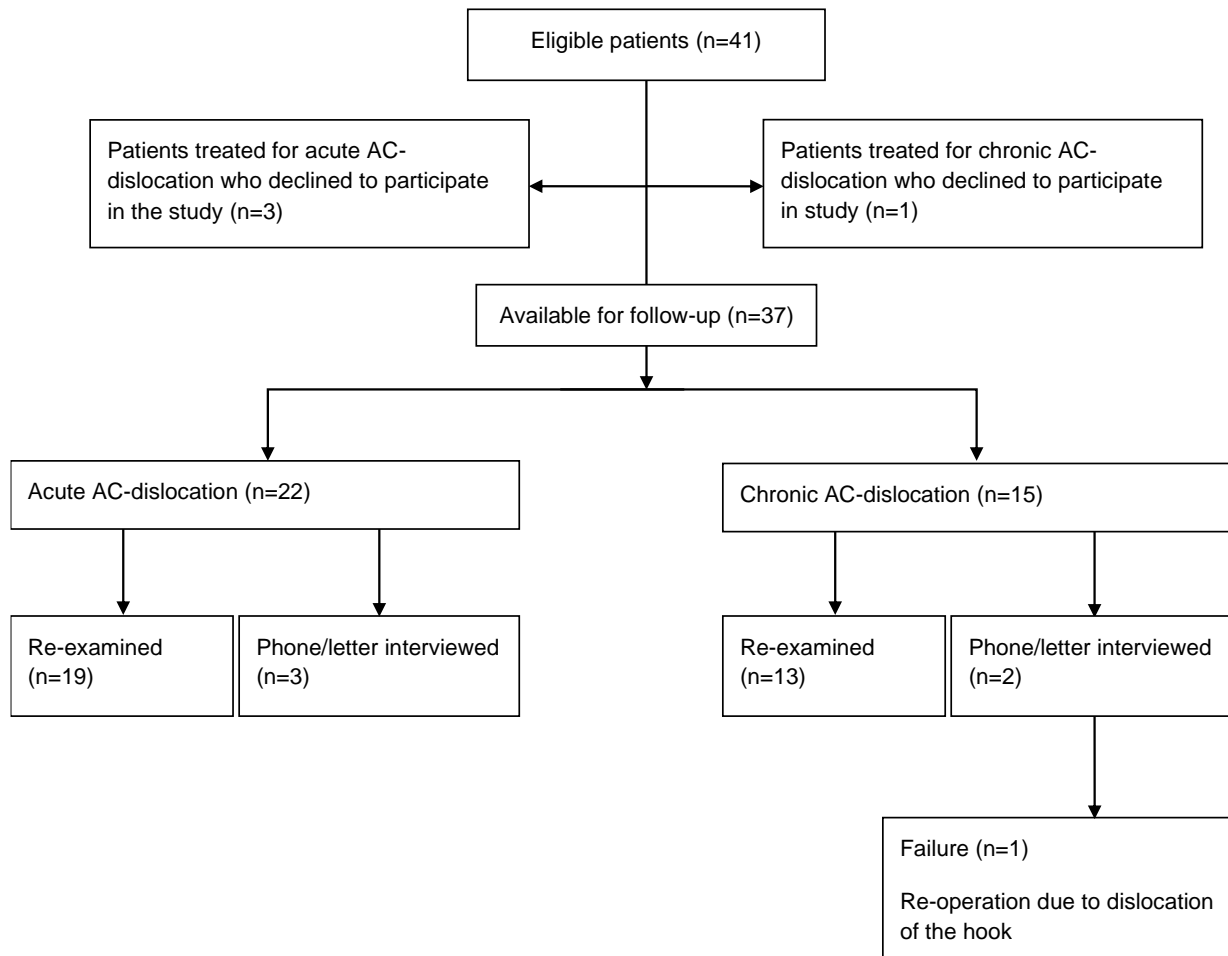 Eligible patients (n=41)
Patients treated for acute AC-
dislocation who declined to participate
in the study (n=3)
Patients treated for chronic AC-
dislocation who declined to participate
in study (n=1)
Available for follow-up (n=37)
Acute AC-dislocation (n=22)
Chronic AC-dislocation (n=15)
Re-examined
(n=19)
Phone/letter interviewed
(n=3)
Re-examined
(n=13)
Phone/letter interviewed
(n=2)
Failure (n=1)
Re-operation due to dislocation
of the hook